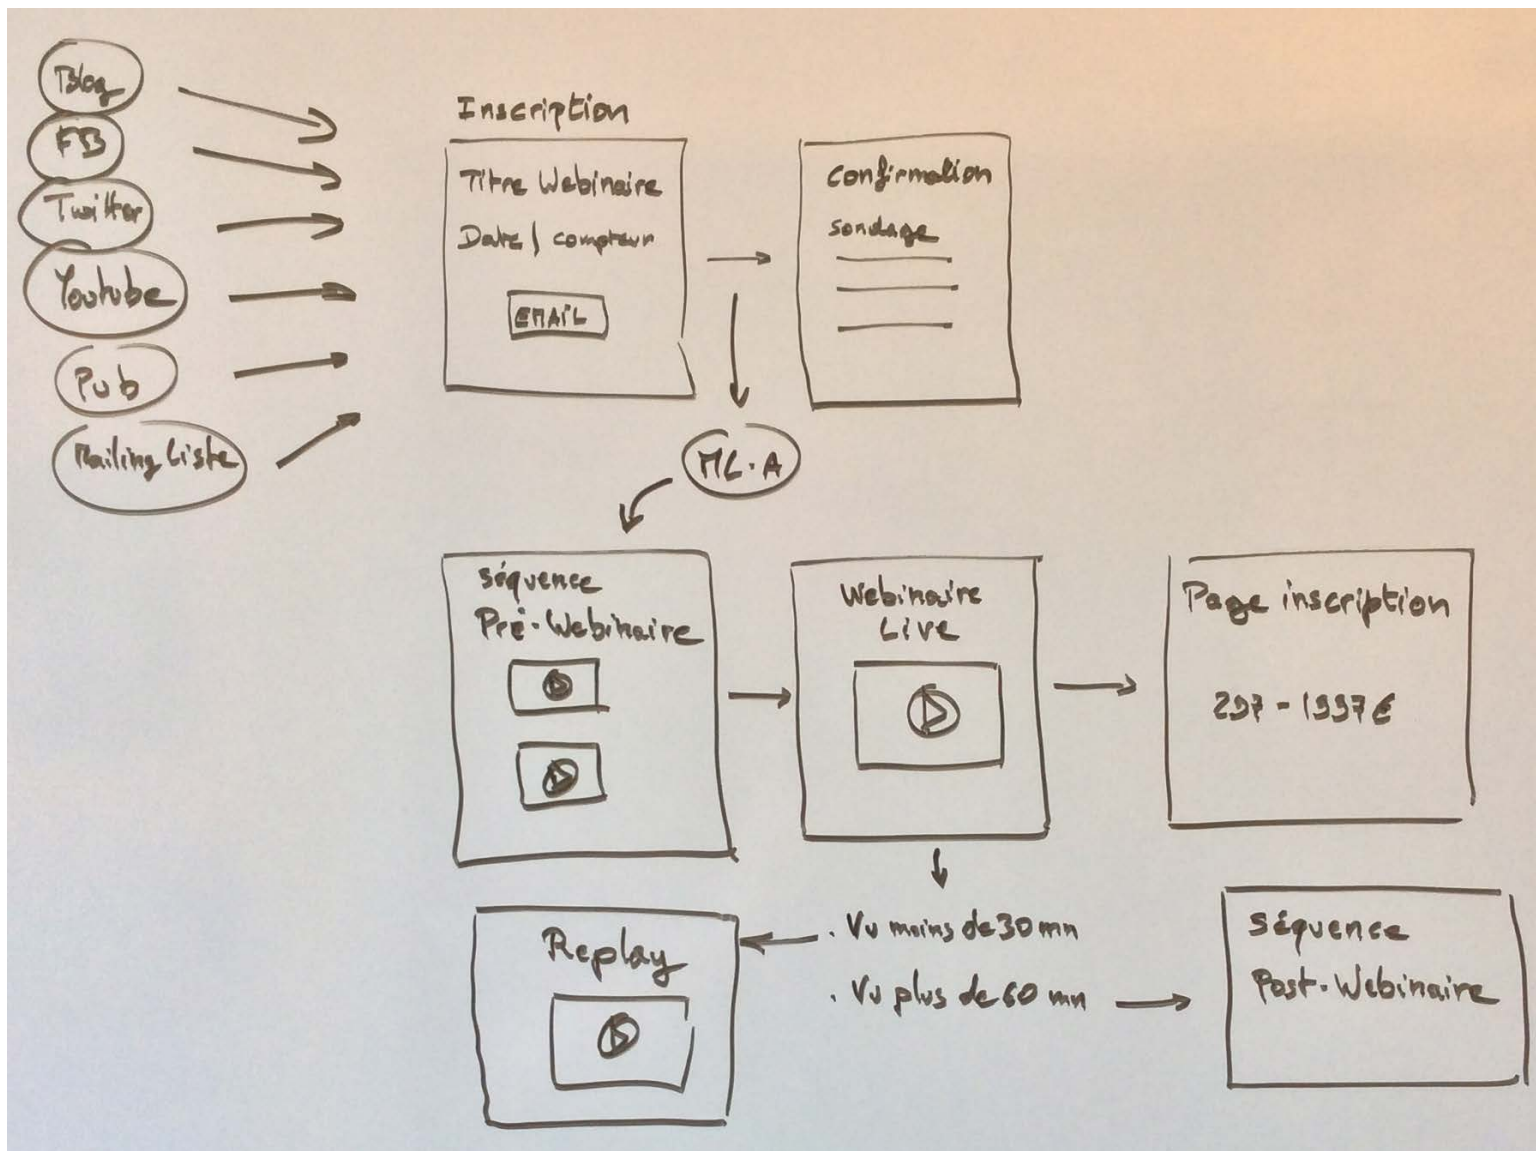 Blog
FB
Twitter
Youtube
Pub
Mailing Liste
Inscription
Titre Webinaire
Date / compteur
EMAIL
Confirmation
sondage
ML-A
séquence
Pré-Webinaire
Webinaire
Live
Page inscription
297 - 1997 €
Replay
. Vu moins de 30 mn
. Vu plus de 60 mn
séquence
Post-Webinaire